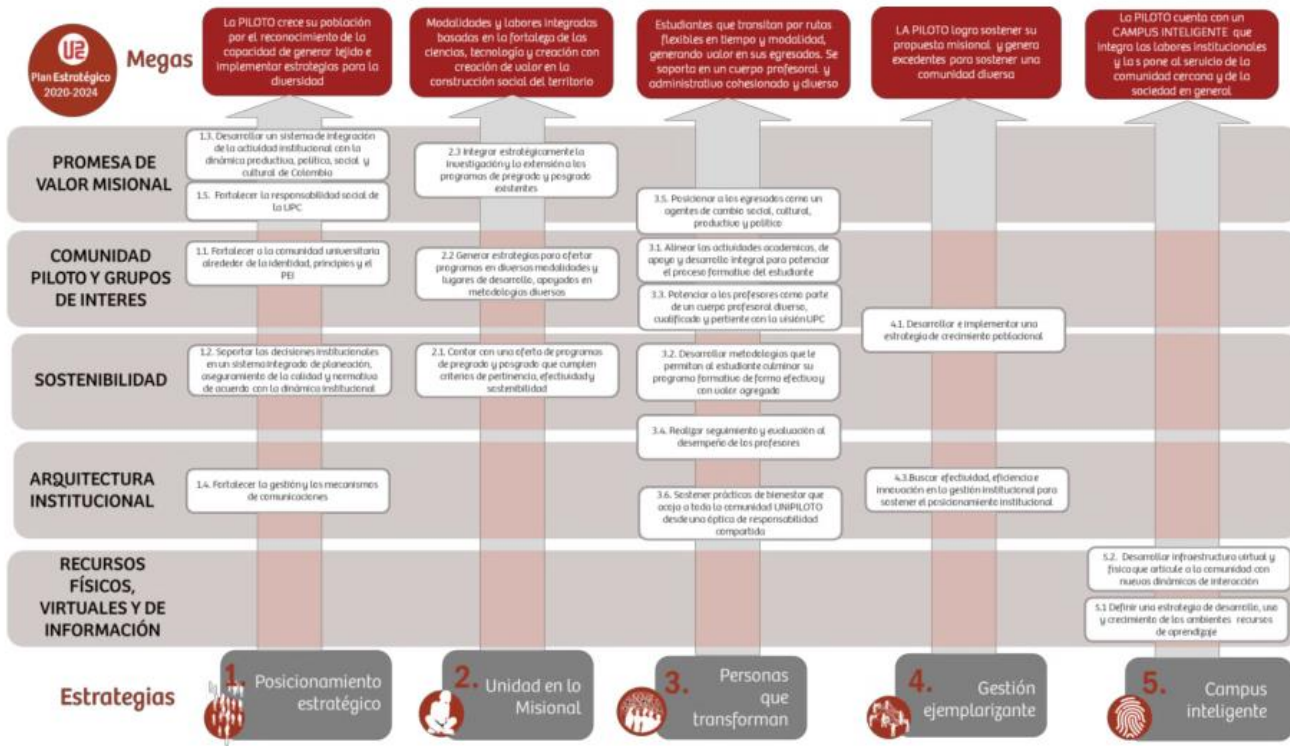 Plan Estratégico
2020-2024
Megas
La PILOTO crece su población
por el reconocimiento de la
capacidad de generar tejido e
implementar estrategias para la
diversidad
Modalidades y labores integradas
basadas en la fortaleza de las
ciencias, tecnología y creación con
creación de valor en la
construcción social del territorio
Estudiantes que transitan por rutas
flexibles en tiempo y modalidad,
generando valor en sus egresados. Se
soporta en un cuerpo profesoral y
administrativo cohesionado y diverso
LA PILOTO logra sostener su
propuesta misional y genera
excedentes para sostener una
comunidad diversa
La PILOTO cuenta con un
CAMPUS INTELIGENTE que
integra las labores institucionales
y la s pone al servicio de la
comunidad cercana y de la
sociedad en general
PROMESA DE
VALOR MISIONAL
1.3. Desarrollar un sistema de integración
de la actividad institucional con la
dinámica productiva, política, social y
cultural de Colombia
1.5. Fortalecer la responsabilidad social de
la UPC
2.3 Integrar estratégicamente la
investigación y la extensión a los
programas de pregrado y posgrado
existentes
3.5. Posicionar a los egresados como un
agentes de cambio social, cultural,
productivo y político
COMUNIDAD
PILOTO Y GRUPOS
DE INTERES
1.1. Fortalecer a la comunidad universitaria
alrededor de la identidad, principios y el
PEI
2.2 Generar estrategias para ofertar
programas en diversas modalidades y
lugares de desarrollo, apoyados en
metodologías diversas
3.1. Alinear las actividades academicas, de
apoyo y desarrollo integral para potenciar
el proceso formativo del estudiante
3.3. Potenciar a los profesores como parte
de un cuerpo profesoral diverso,
cualificado y pertiente con la visión UPC
4.1. Desarrollar e implementar una
estrategia de crecimiento poblacional
SOSTENIBILIDAD
1.2. Soportar las decisiones institucionales
en un sistema integrado de planeación,
aseguramiento de la calidad y normativa
de acuerdo con la dinámica institucional
2.1. Contar con una oferta de programas
de pregrado y posgrado que cumplen
criterios de pertinencia, efectividad y
sostenibilidad
3.2. Desarrollar metodologías que le
permitan al estudiante culminar su
programa formativo de forma efectiva y
con valor agregado
3.4. Realizar seguimiento y evaluación al
desempeño de los profesores
ARQUITECTURA
INSTITUCIONAL
1.4. Fortalecer la gestión y los mecanismos
de comunicaciones
3.6. Sostener prácticas de bienestar que
acoja a toda la comunidad UNIPILOTO
desde una óptica de responsabilidad
compartida
4.3.Buscar efectividad, eficiencia e
innovación en la gestión institucional para
sostener el posicionamiento institucional
RECURSOS
FÍSICOS,
VIRTUALES Y DE
INFORMACIÓN
5.2. Desarrollar infraestructura virtual y
física que articule a la comunidad con
nuevas dinámicas de interacción
5.1 Definir una estrategia de desarrollo, uso
y crecimiento de los ambientes recursos
de aprendizaje
Estrategias
1. Posicionamiento
estratégico
2. Unidad en lo
Misional
3. Personas
que
transforman
4. Gestión
ejemplarizante
5. Campus
inteligente